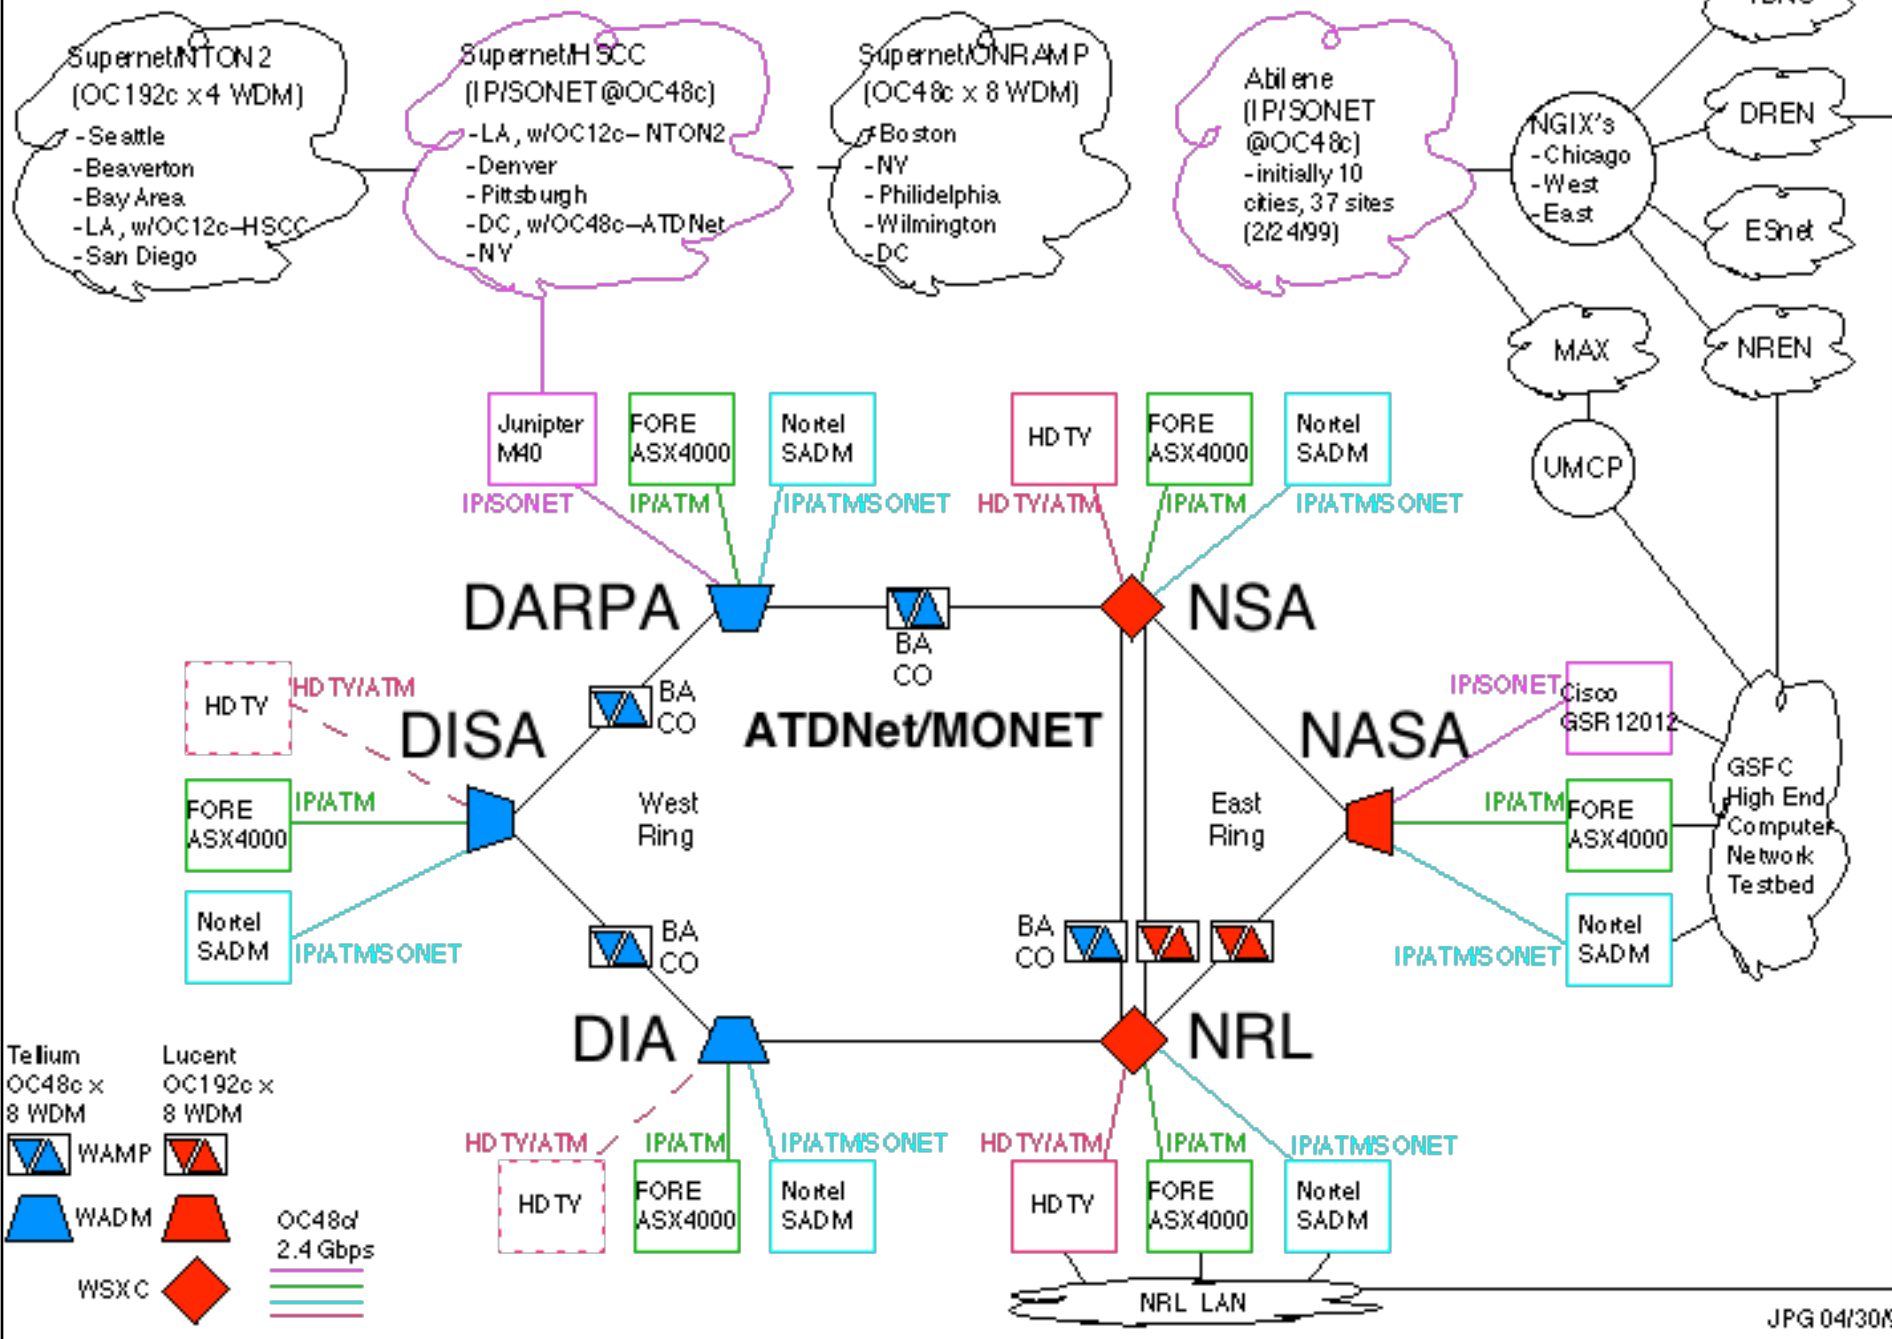 Supernet/NTON2
(OC192c x 4 WDM)
-Seattle
-Beaverton
-Bay Area
-LA, w/OC12c–HSCC
-San Diego
Supernet/HSCC
(IP/SONET@OC48c)
-LA, w/OC12c–NTON2
-Denver
-Pittsburgh
-DC, w/OC48c–ATDNet
-NY
Supernet/ONRAMP
(OC48c x 8 WDM)
-Boston
-NY
-Philidelphia
-Wilmington
-DC
Abilene
(IP/SONET
@OC48c)
-initially 10
cities, 37 sites
(2/24/99)
NGIX's
-Chicago
-West
-East
DREN
ESnet
MAX
NREN
UMCP
Junipter
M40
FORE
ASX4000
Nortel
SADM
IP/SONET
IP/ATM
IP/ATM/SONET
HDTV
FORE
ASX4000
Nortel
SADM
HDTV/ATM
IP/ATM
IP/ATM/SONET
DARPA
BA
CO
NSA
HDTV
HDTV/ATM
DISA
BA
CO
ATDNet/MONET
NASA
IP/SONET
Cisco
GSR12012
FORE
ASX4000
IP/ATM
West
Ring
East
Ring
IP/ATM
FORE
ASX4000
GSFC
High End
Computer
Network
Testbed
Nortel
SADM
IP/ATM/SONET
BA
CO
BA
CO
IP/ATM/SONET
Nortel
SADM
DIA
NRL
HDTV/ATM
IP/ATM
IP/ATM/SONET
HDTV
FORE
ASX4000
Nortel
SADM
HDTV/ATM
IP/ATM
IP/ATM/SONET
HDTV
FORE
ASX4000
Nortel
SADM
NRL LAN
Tellium
OC48c x
8 WDM
Lucent
OC192c x
8 WDM
WAMP
WADM
WSXC
OC48c/
2.4 Gbps
JPG 04/30/9